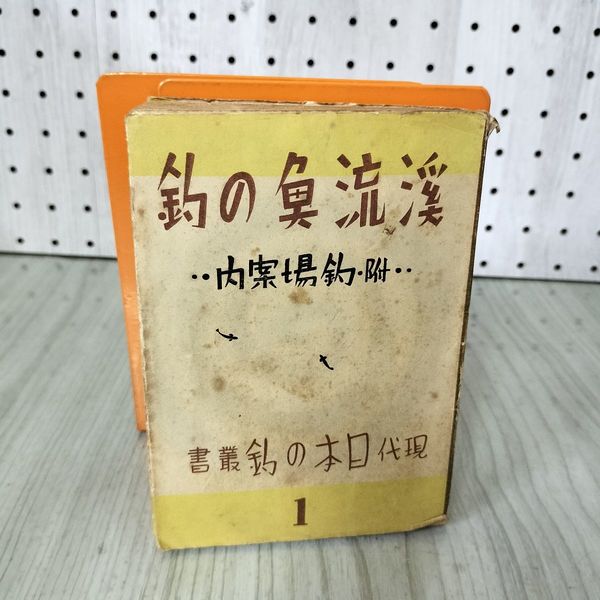 溪流魚の釣
‥附・釣場案内‥
現代日本の釣叢書
1